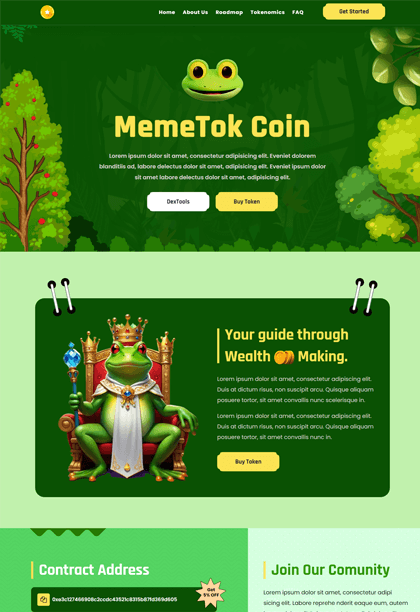 Home About Us Roadmap Tokenomics FAQ Get Started
MemeTok Coin
Lorem ipsum dolor sit amet, consectetur adipisicing elit. Eveniet dolorem
blanditiis ad, labore delectus dolor sit amet, adipisicing elit. Eveniet ipsum dolor
sit amet labore delectus dolor sit amet, adipisicing elit.
DexTools Buy Token
Your guide through
Wealth Making.
Lorem ipsum dolor sit amet, consectetur adipiscing elit.
Duis at dictum risus, non suscipit arcu. Quisque aliquam
posuere tortor, sit amet convallis nunc scelerisque in.
Lorem ipsum dolor sit amet, consectetur adipiscing elit.
Duis at dictum risus, non suscipit arcu. Quisque aliquam
posuere tortor, sit amet convallis nunc in.
Buy Token
Contract Address
Get
5% OFF
0xe3c127466908c2ccdc43521c8315b87fd369d605
Join Our Comunity
Lorem ipsum dolor sit amet, consectetur
adipisicing elit. Labore reprehe nderit eaque eum,